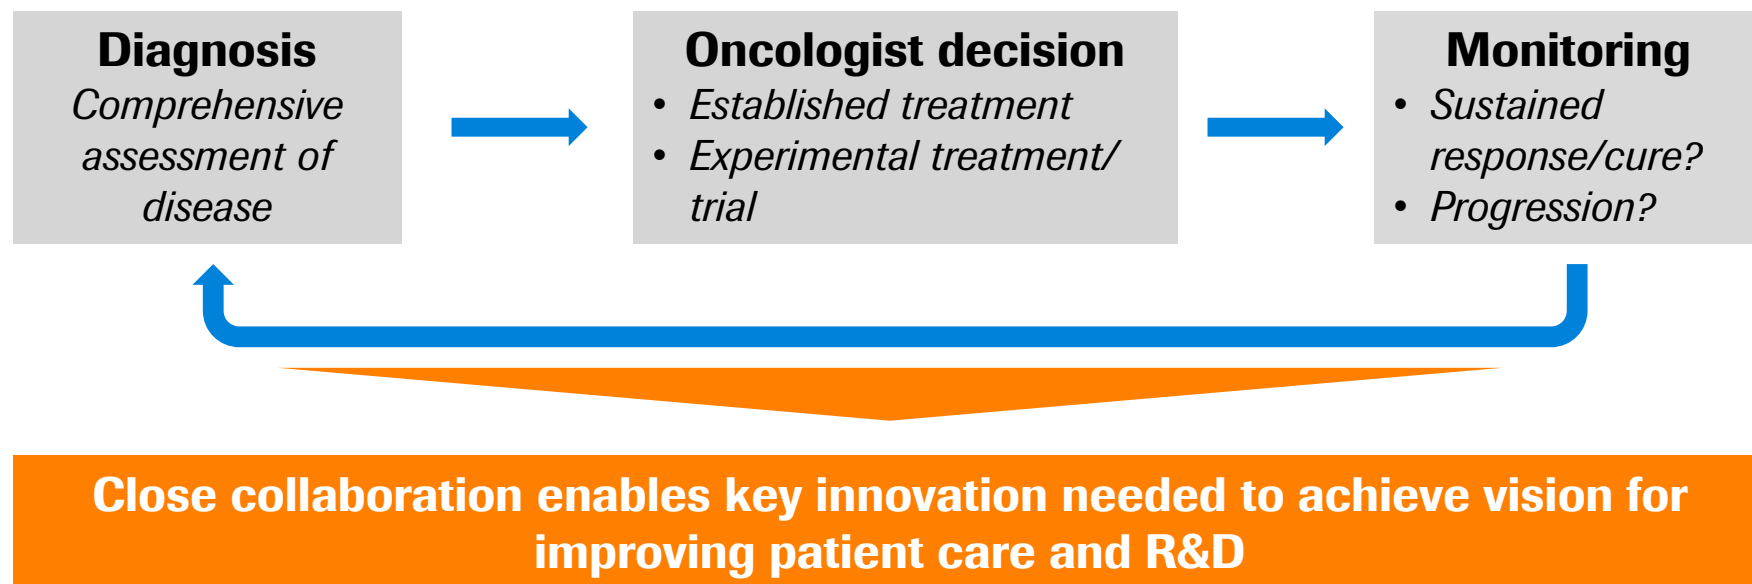 Diagnosis
Comprehensive
assessment of
disease
Oncologist decision
• Established treatment
• Experimental treatment/
trial
Monitoring
• Sustained
response/cure?
• Progression?
Close collaboration enables key innovation needed to achieve vision for
improving patient care and R&D